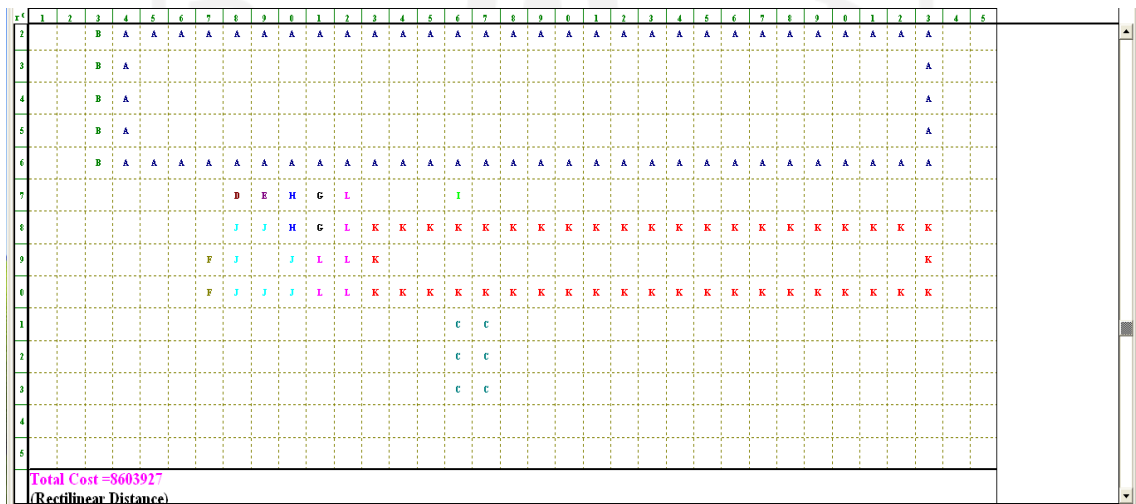 r c 1 2 3 4 5 6 7 8 9 0 1 2 3 4 5 6 7 8 9 0 1 2 3 4 5 6 7 8 9 0 1 2 3 4 5
2 B A A A A A A A A A A A A A A A A A A A A A A A A A A A A A A
3 B A A
4 B A A
5 B A A
6 B A A A A A A A A A A A A A A A A A A A A A A A A A A A A A A
7 D E H G L I
8 J J H G L K K K K K K K K K K K K K K K K K K K K K
9 F J J L L K K
0 F J J J L L K K K K K K K K K K K K K K K K K K K K K
1 C C
2 C C
3 C C
4
5
Total Cost =8603927
(Rectilinear Distance)